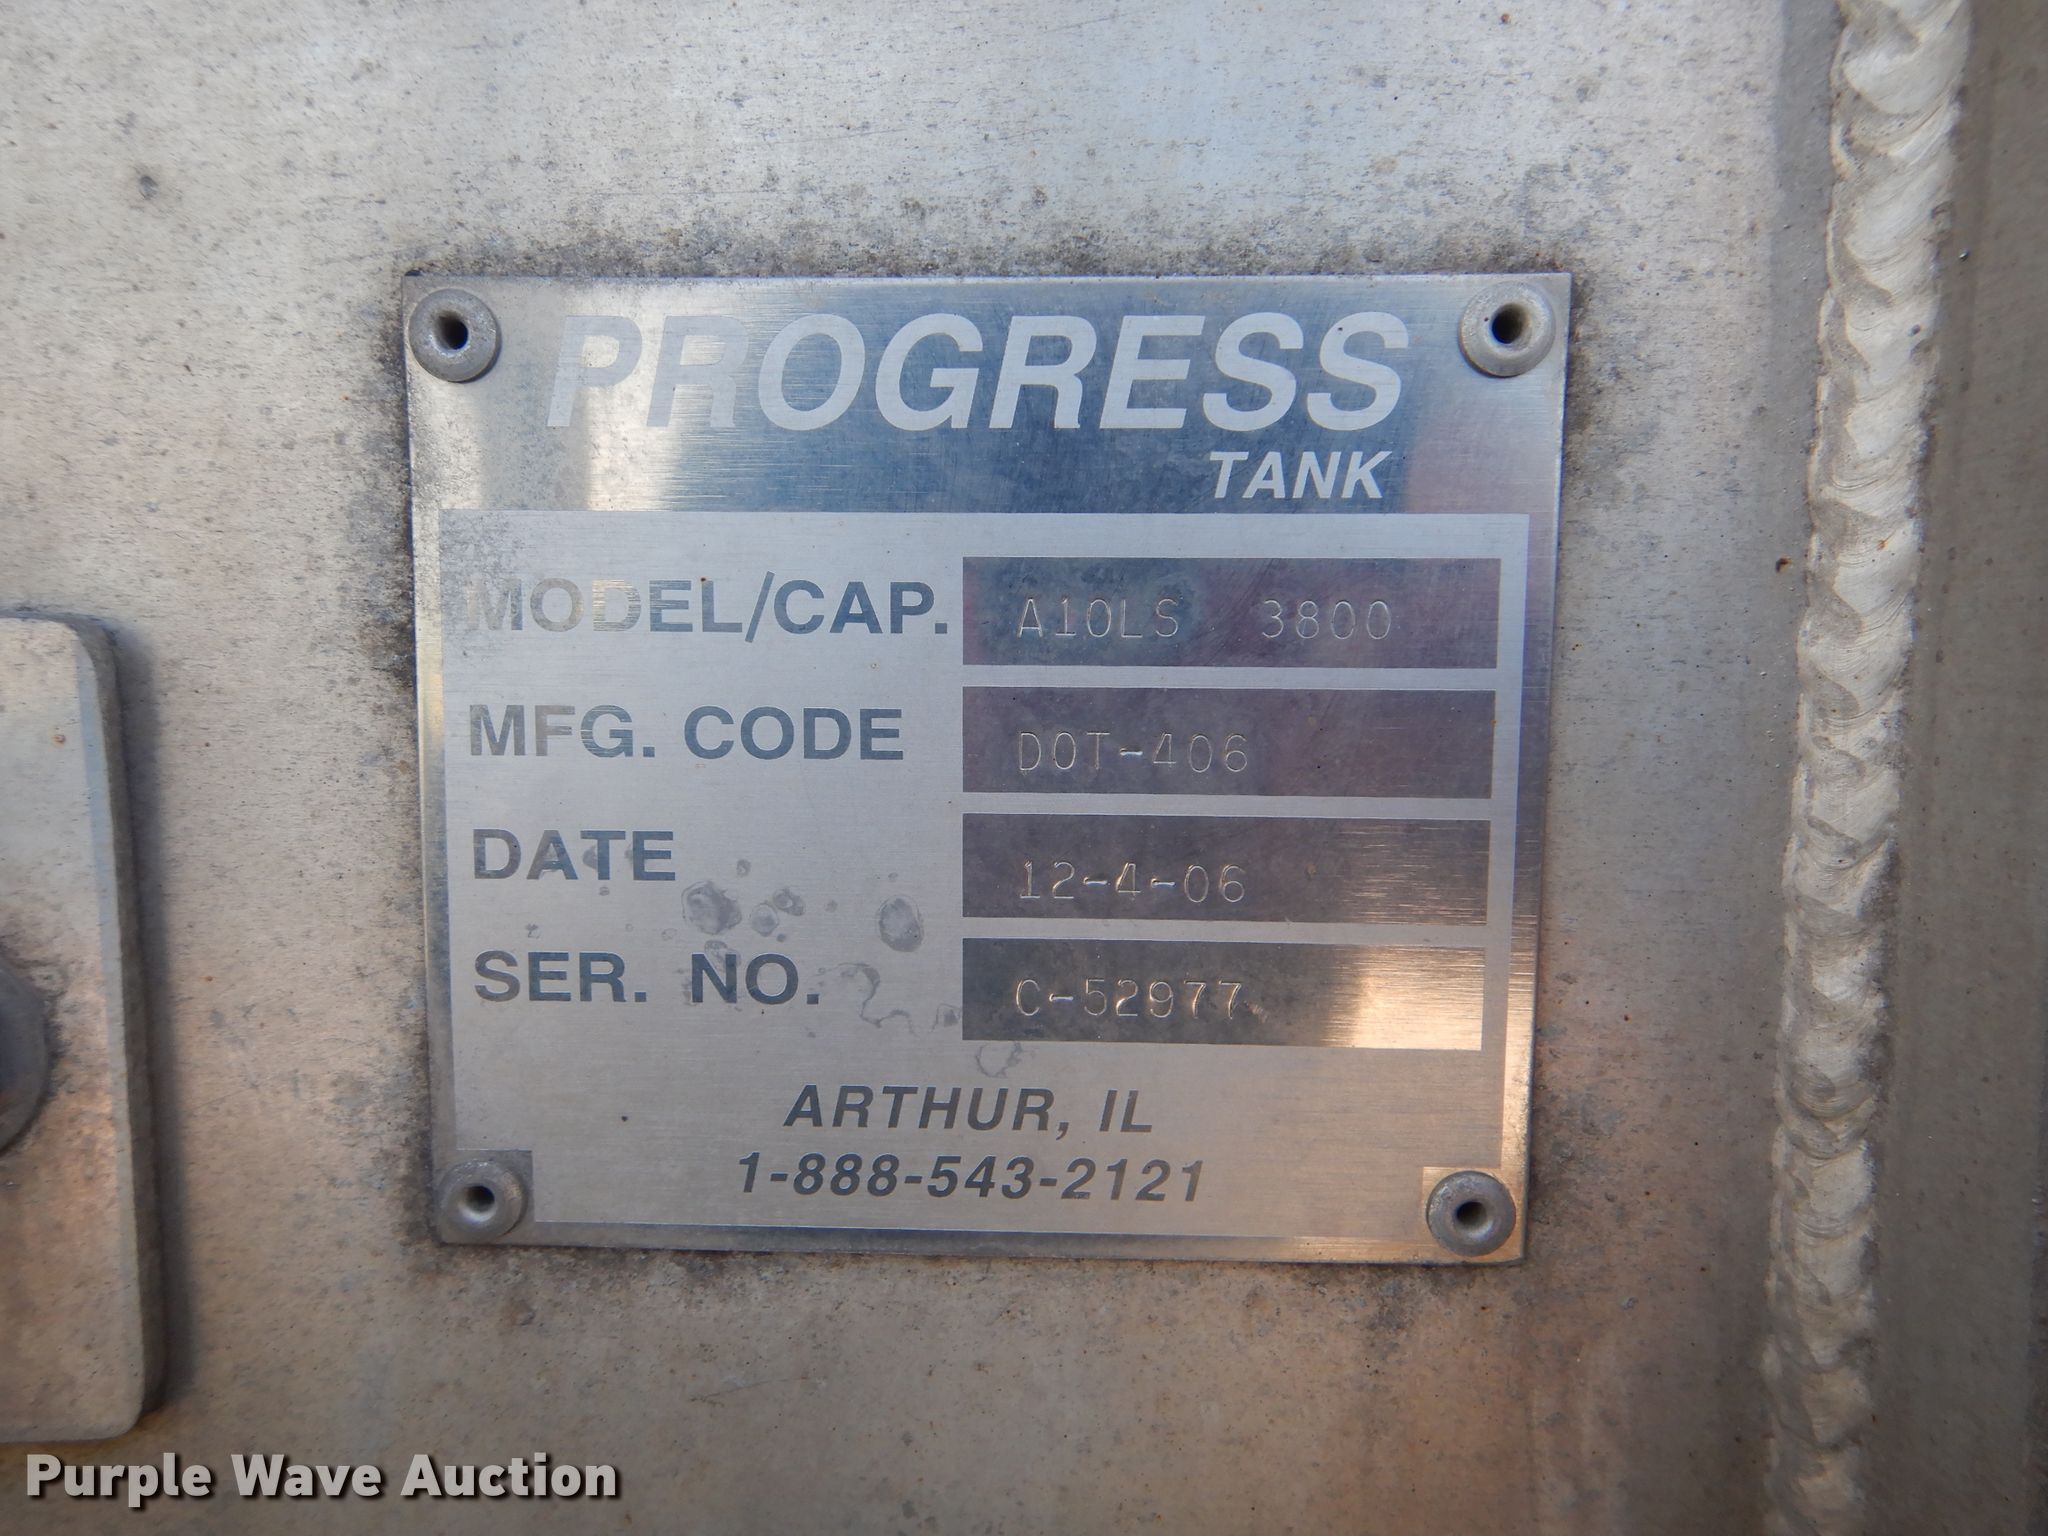 PROGRESS
TANK
MODEL/CAP. A10LS 3800
MFG. CODE DOT-406
DATE 12-4-06
SER. NO. C-52977
ARTHUR, IL
1-888-543-2121
Purple Wave Auction